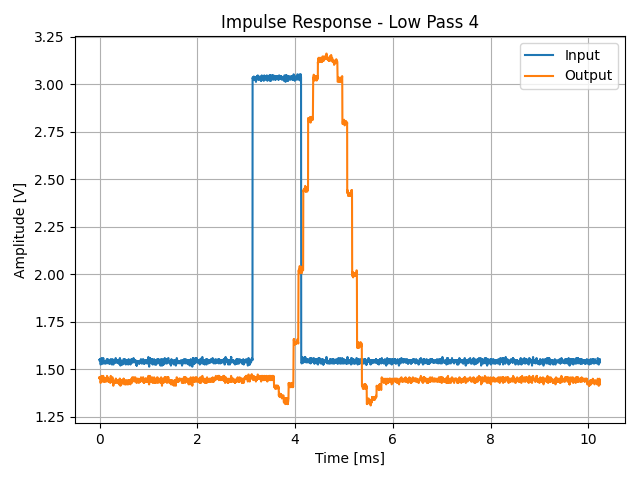 Impulse Response - Low Pass 4
Input
Output
Amplitude [V]
3.25
3.00
2.75
2.50
2.25
2.00
1.75
1.50
1.25
0 2 4 6 8 10
Time [ms]